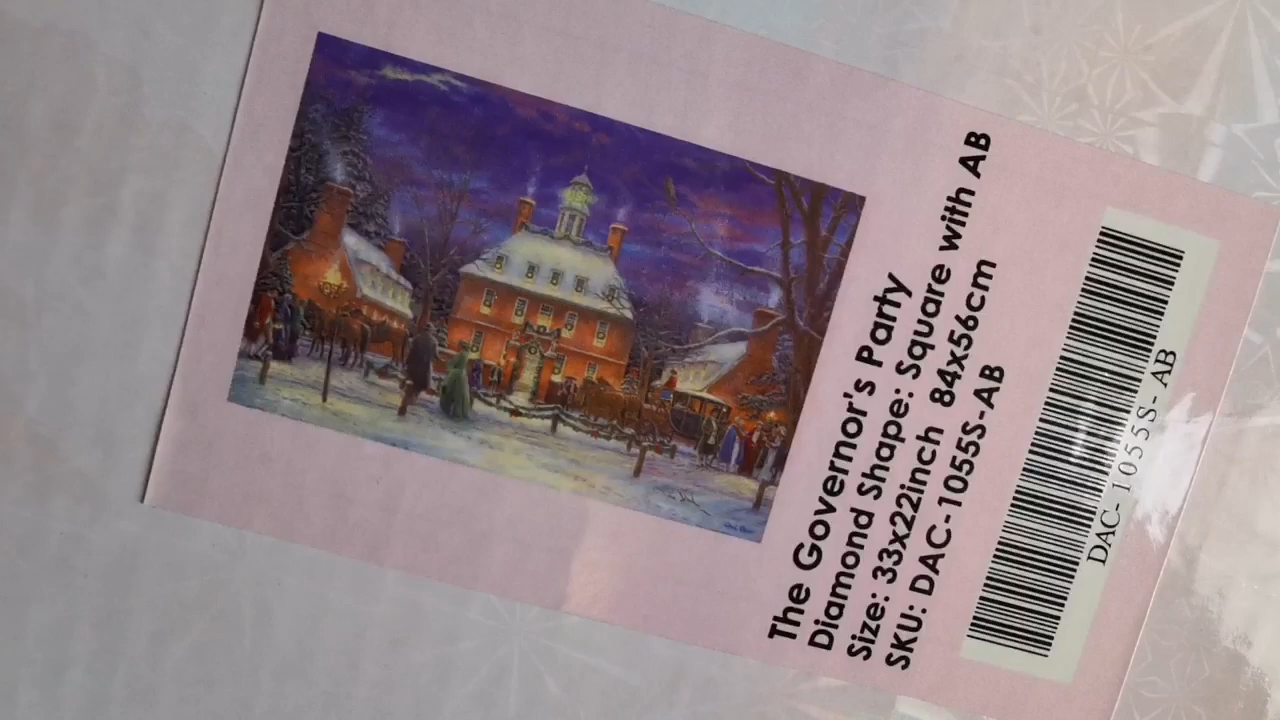 The Governor's Party
Diamond Shape: Square with AB
Size: 33x22inch 84x56cm
SKU: DAC-1055S-AB
DAC-1055S-AB